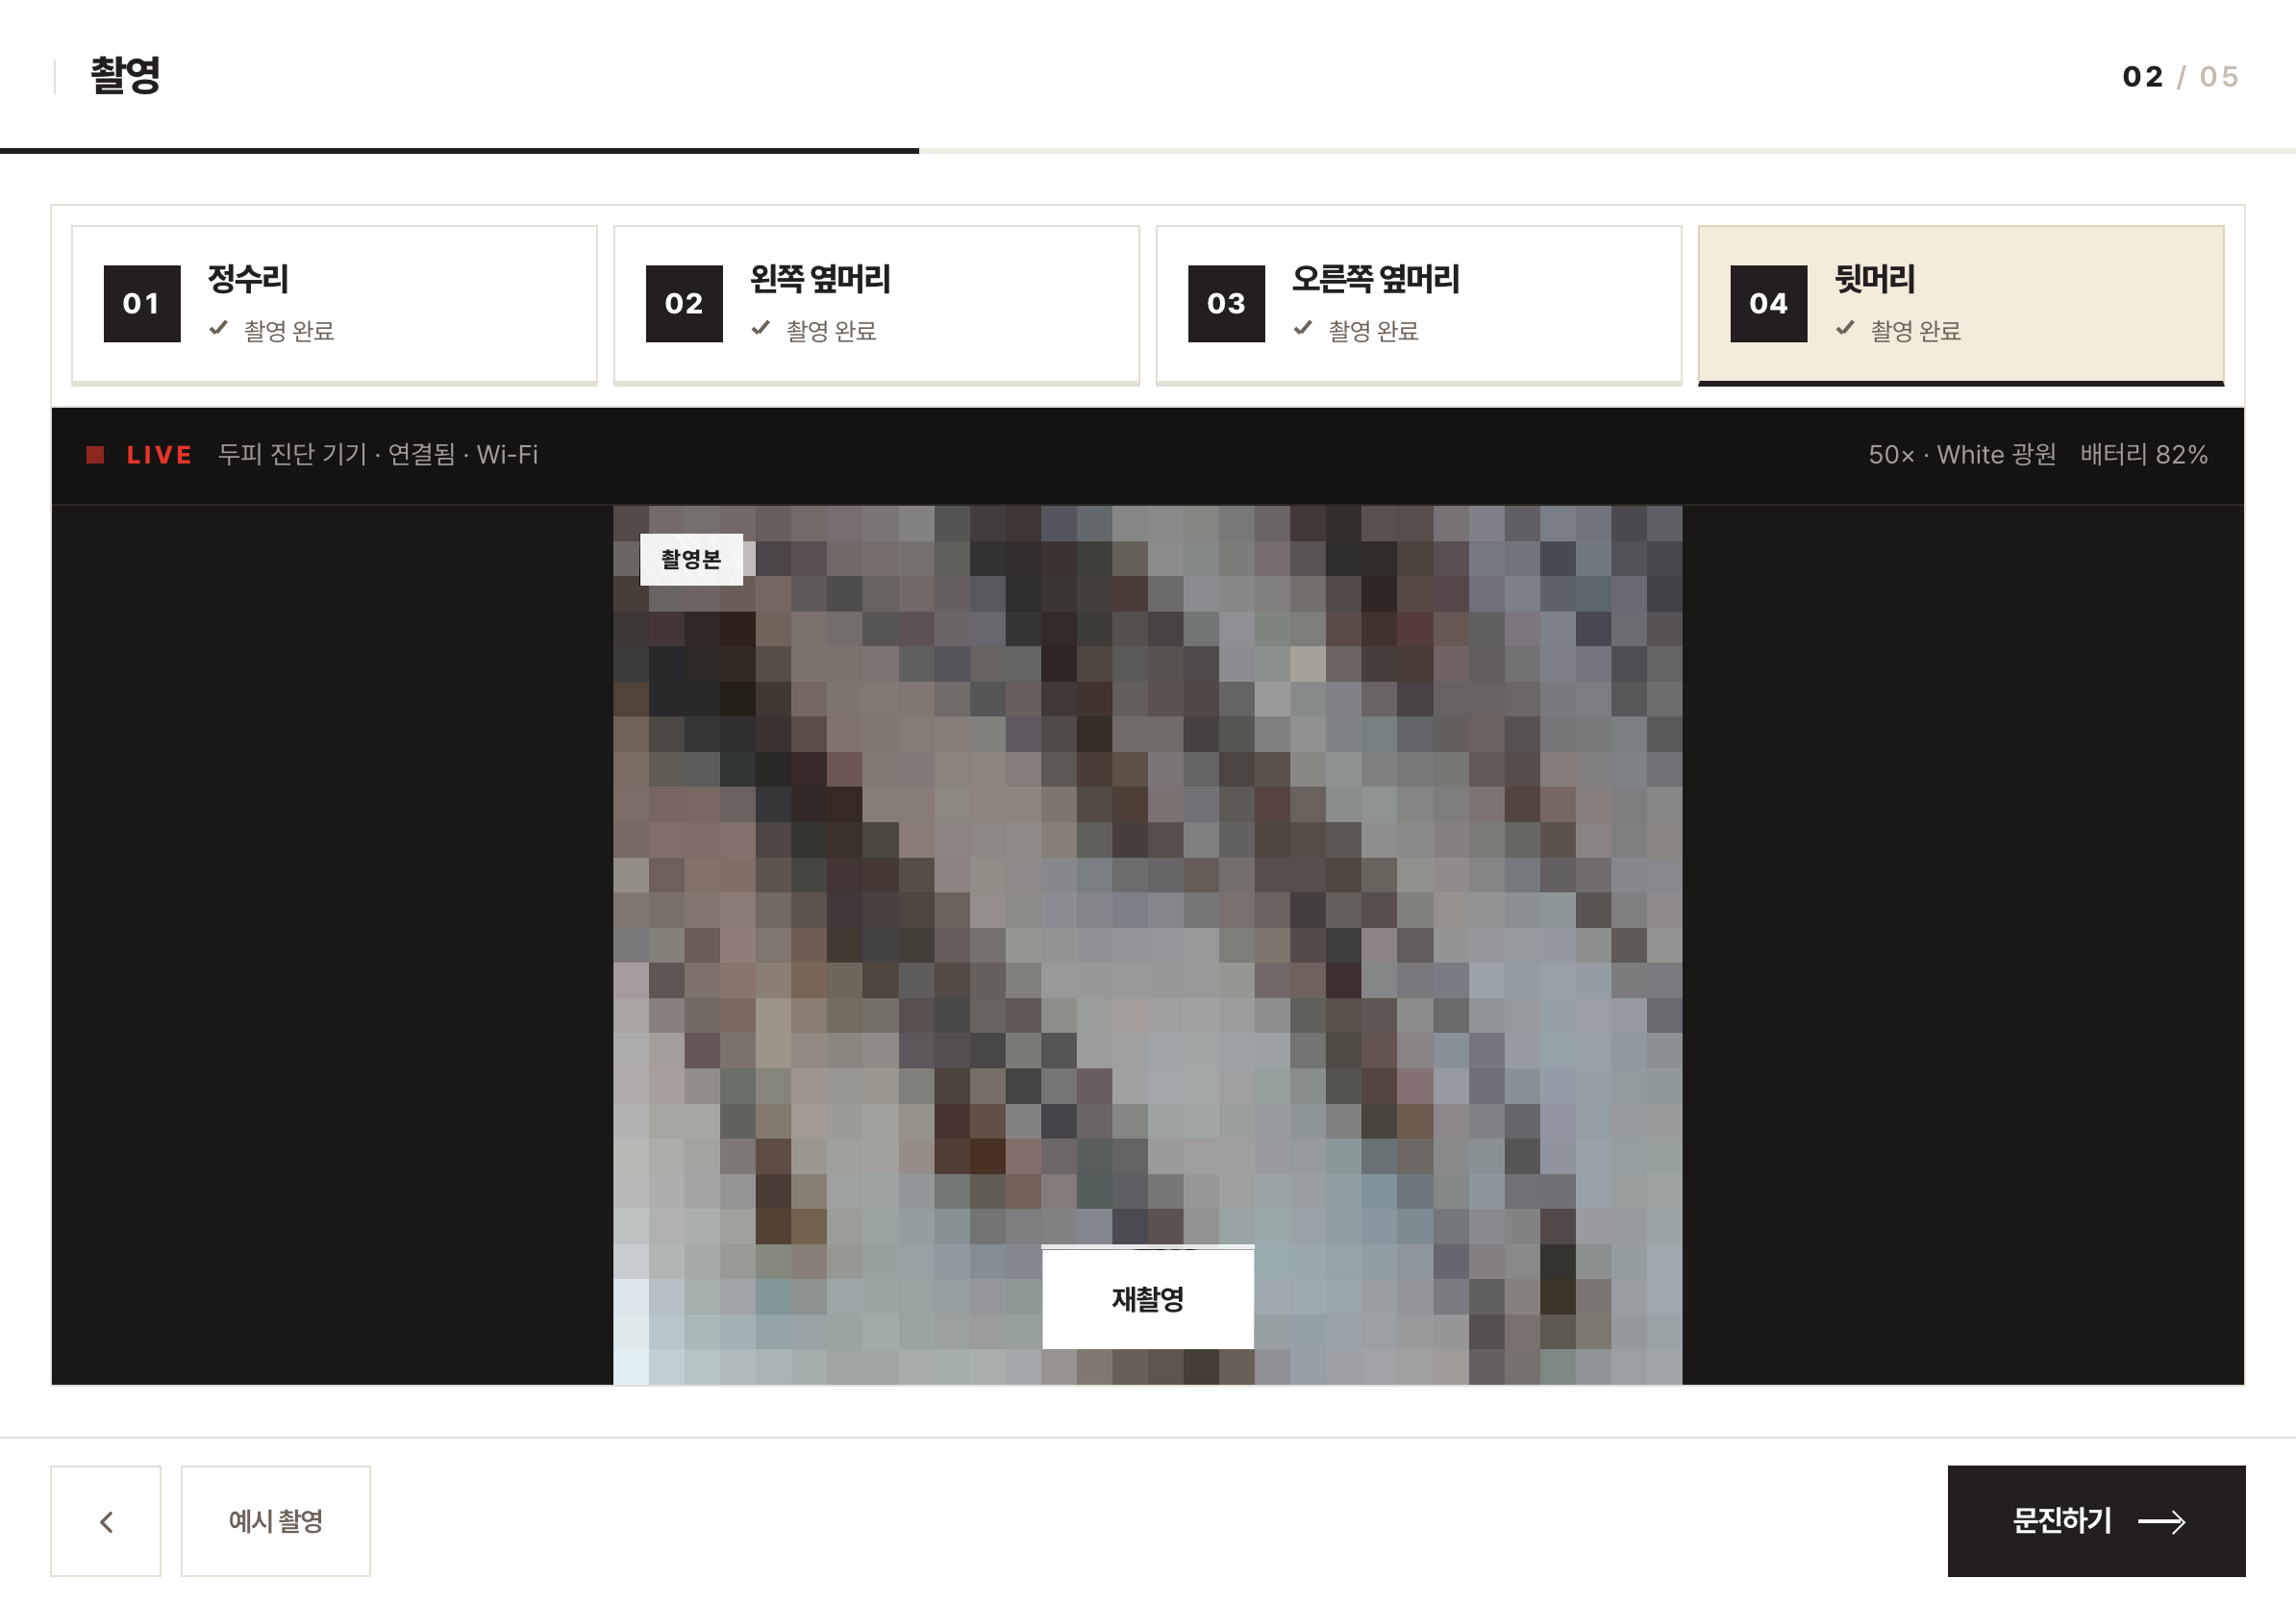 촬영
02 / 05
01
정수리
촬영 완료
02
왼쪽 옆머리
촬영 완료
03
오른쪽 옆머리
촬영 완료
04
뒷머리
촬영 완료
LIVE 두피 진단 기기 · 연결됨 · Wi-Fi
50× · White 광원 배터리 82%
촬영본
재촬영
예시 촬영
문진하기